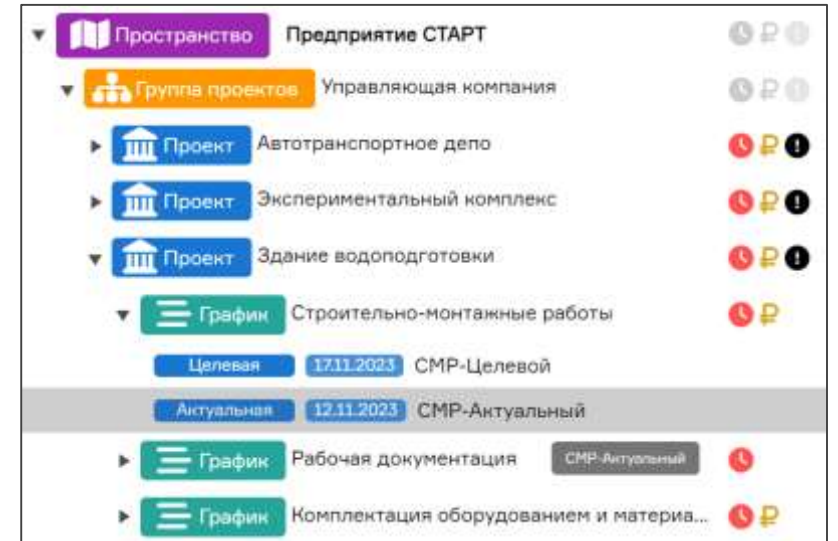 Пространство Предприятие СТАРТ
Группа проектов Управляющая компания
Проект Автотранспортное депо
Проект Экспериментальный комплекс
Проект Здание водоподготовки
График Строительно-монтажные работы
Целевая 17.11.2023 СМР-Целевой
Актуальная 12.11.2023 СМР-Актуальный
График Рабочая документация СМР-Актуальный
График Комплектация оборудованием и материа...